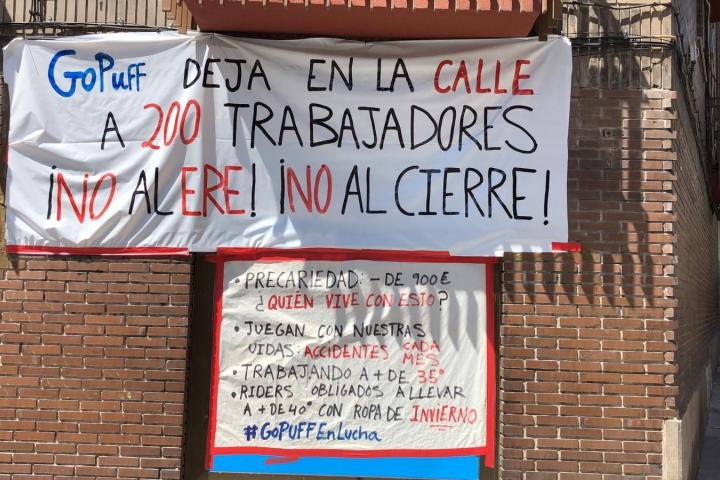 GoPuff DEJA EN LA CALLE
A 200 TRABAJADORES
¡NO AL ERE! ¡NO AL CIERRE!
• PRECARIEDAD: - DE 900€
¿QUIÉN VIVE CON ESTO?
• JUEGAN CON NUESTRAS
VIDAS: ACCIDENTES CADA MES
• TRABAJANDO A + DE 35°
• RIDERS OBLIGADOS A LLEVAR
A + DE 40° CON ROPA DE INVIERNO
#GoPUFFEnLucha